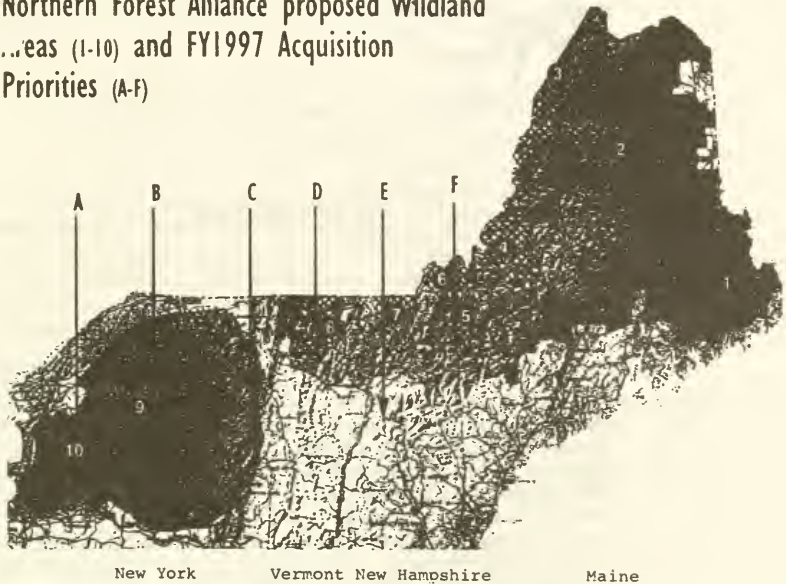 Northern Forest Alliance proposed Wildland
..reas (1-10) and FY1997 Acquisition
Priorities (A-F)
A B C D E F
3
2
1
6
7 5
8
9
10
New York Vermont New Hampshire Maine